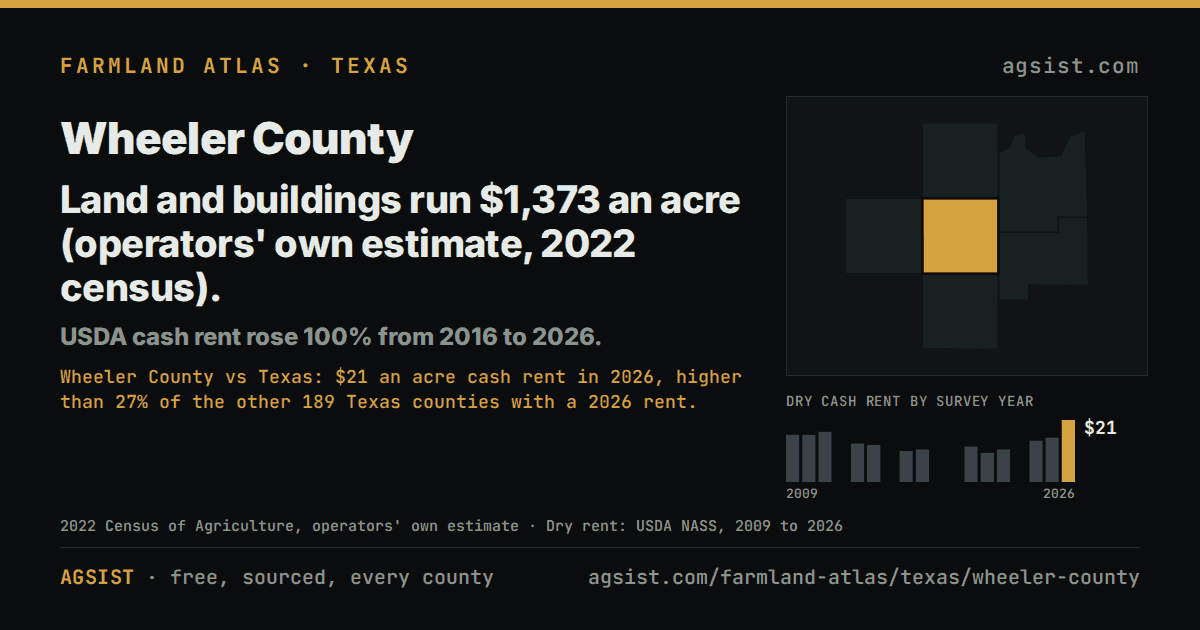 FARMLAND ATLAS · TEXAS
agsist.com
Wheeler County
Land and buildings run $1,373 an acre
(operators' own estimate, 2022
census).
USDA cash rent rose 100% from 2016 to 2026.
Wheeler County vs Texas: $21 an acre cash rent in 2026, higher
than 27% of the other 189 Texas counties with a 2026 rent.
DRY CASH RENT BY SURVEY YEAR
$21
2009
2026
2022 Census of Agriculture, operators' own estimate · Dry rent: USDA NASS, 2009 to 2026
AGSIST · free, sourced, every county
agsist.com/farmland-atlas/texas/wheeler-county